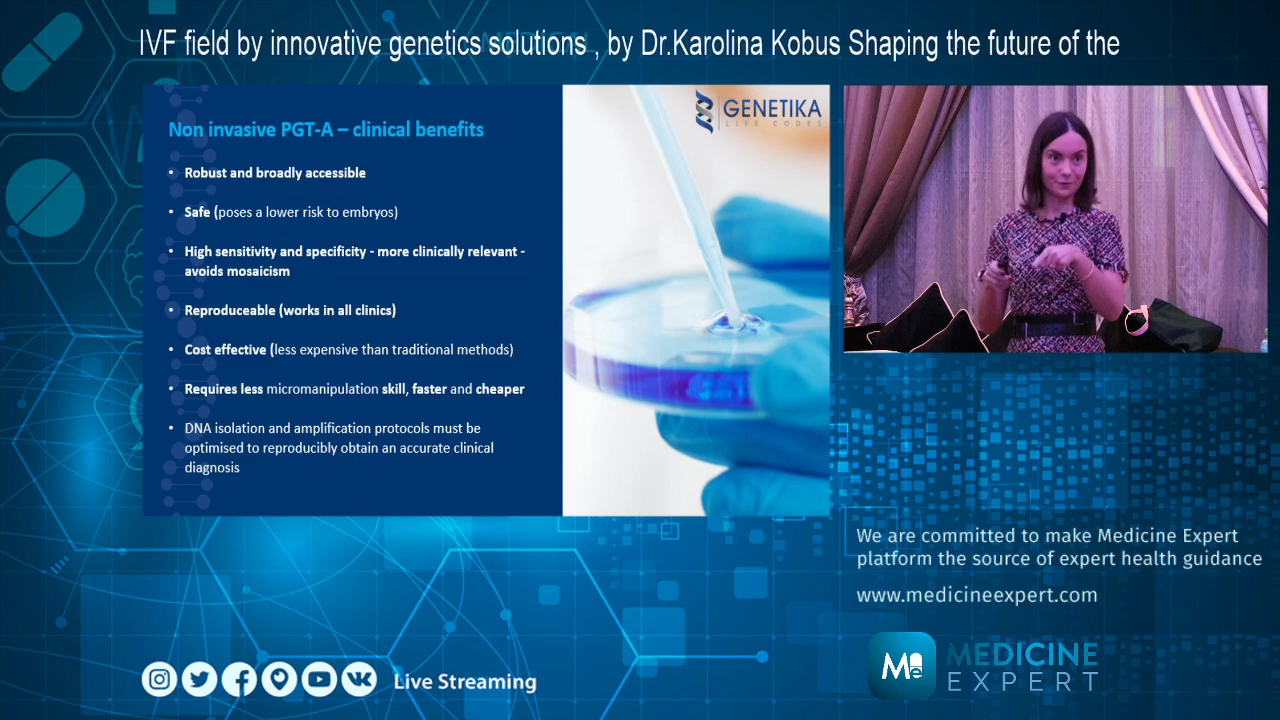 IVF field by innovative genetics solutions , by Dr.Karolina Kobus Shaping the future of the
GENETIKA
LIFE CODES
Non invasive PGT-A – clinical benefits
• Robust and broadly accessible
• Safe (poses a lower risk to embryos)
• High sensitivity and specificity - more clinically relevant -
avoids mosaicism
• Reproduceable (works in all clinics)
• Cost effective (less expensive than traditional methods)
• Requires less micromanipulation skill, faster and cheaper
• DNA isolation and amplification protocols must be
optimised to reproducibly obtain an accurate clinical
diagnosis
We are committed to make Medicine Expert
platform the source of expert health guidance
www.medicineexpert.com
Live Streaming
Me
MEDICINE
EXPERT